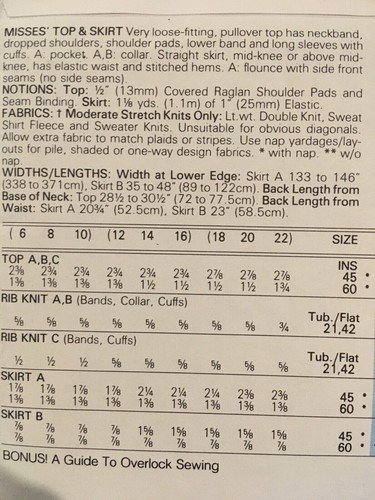 MISSES' TOP & SKIRT Very loose-fitting, pullover top has neckband,
dropped shoulders, shoulder pads, lower band and long sleeves with
cuffs. A: pocket. A,B: collar. Straight skirt, mid-knee or above mid-
knee, has elastic waist and stitched hems. A: flounce with side front
seams (no side seams).
NOTIONS: Top: ½" (13mm) Covered Raglan Shoulder Pads and
Seam Binding. Skirt: 1⅛ yds. (1.1m) of 1" (25mm) Elastic.
FABRICS: † Moderate Stretch Knits Only: Lt.wt. Double Knit, Sweat
Shirt Fleece and Sweater Knits. Unsuitable for obvious diagonals.
Allow extra fabric to match plaids or stripes. Use nap yardages/lay-
outs for pile, shaded or one-way design fabrics. * with nap. ** w/o
nap.
WIDTHS/LENGTHS: Width at Lower Edge: Skirt A 133 to 146"
(338 to 371cm), Skirt B 35 to 48" (89 to 122cm). Back Length from
Base of Neck: Top 28½ to 30½" (72 to 77.5cm). Back Length from
Waist: Skirt A 20¾" (52.5cm), Skirt B 23" (58.5cm).
( 6 8 10) (12 14 16) (18 20 22) SIZE
TOP A,B,C INS
2⅝ 2¾ 2¾ 2¾ 2¾ 2¾ 2⅞ 2⅞ 2⅞ 45 *
1⅜ 1⅜ 1⅜ 1⅜ 1½ 1½ 1½ 1½ 1¾ 60 *
RIB KNIT A,B (Bands, Collar, Cuffs)
⅝ ⅝ ⅝ ⅝ ⅝ ⅝ ⅝ ⅝ ¾ Tub./Flat
21,42
RIB KNIT C (Bands, Cuffs)
½ ½ ½ ⅝ ⅝ ⅝ ⅝ ⅝ ⅝ Tub./Flat
21,42
SKIRT A
1⅞ 1⅞ 1⅞ 1⅞ 2¼ 2¼ 2¼ 2⅜ 2⅜ 45 *
1⅜ 1⅜ 1⅜ 1⅜ 1⅜ 1⅜ 1⅜ 1⅜ 1⅜ 60 *
SKIRT B
⅞ ⅞ ⅞ ⅞ 1⅝ 1⅝ 1⅝ 1⅝ 1⅝ 45 *
⅞ ⅞ ⅞ ⅞ ⅞ ⅞ ⅞ ⅞ ⅞ 60 *
BONUS! A Guide To Overlock Sewing